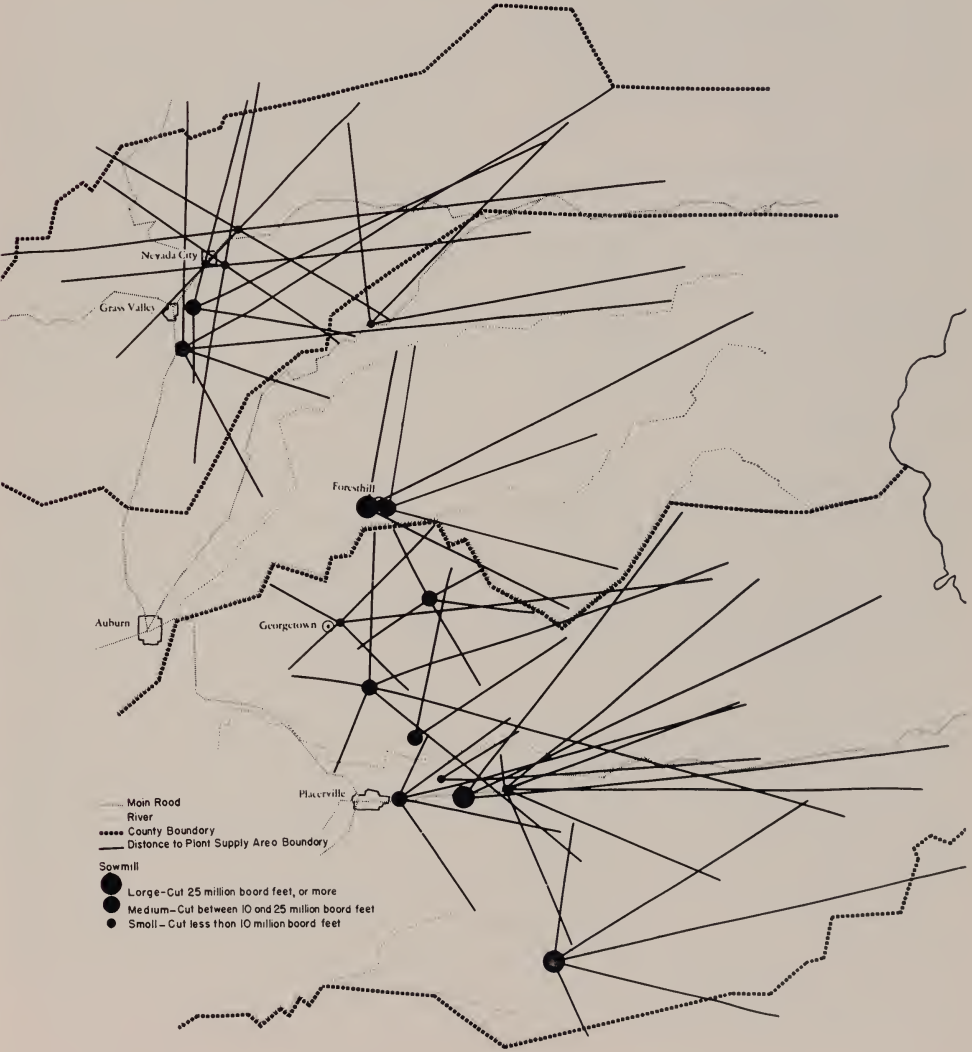 Nevada City
Grass Valley
Foresthill
Auburn
Georgetown
Placerville
Main Road
River
County Boundary
Distance to Plant Supply Area Boundary
Sawmill
Large-Cut 25 million board feet, or more
Medium-Cut between 10 and 25 million board feet
Small-Cut less than 10 million board feet